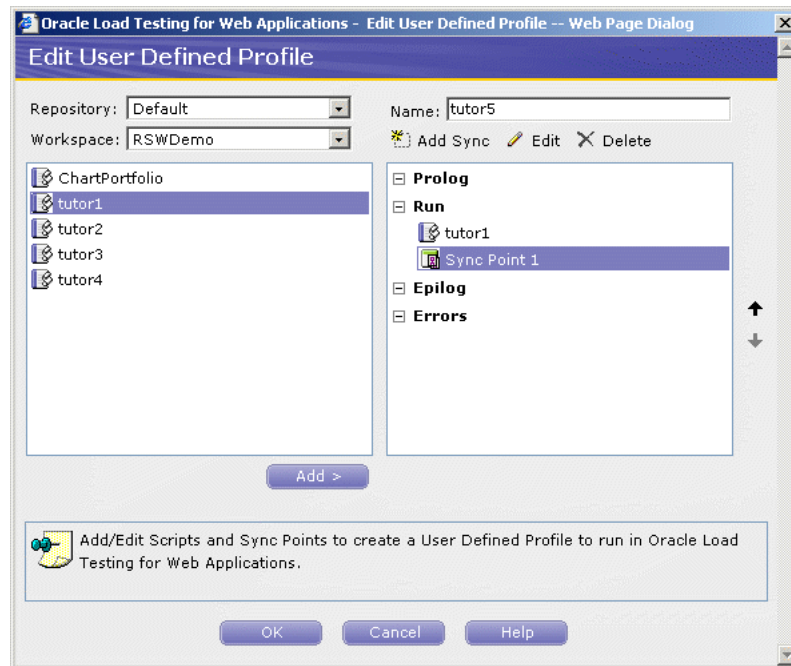 Oracle Load Testing for Web Applications - Edit User Defined Profile -- Web Page Dialog
Edit User Defined Profile
Repository: Default
Name: tutor5
Workspace: RSWDemo
Add Sync Edit Delete
ChartPortfolio
tutor1
tutor2
tutor3
tutor4
Prolog
Run
tutor1
Sync Point 1
Epilog
Errors
Add >
Add/Edit Scripts and Sync Points to create a User Defined Profile to run in Oracle Load
Testing for Web Applications.
OK Cancel Help